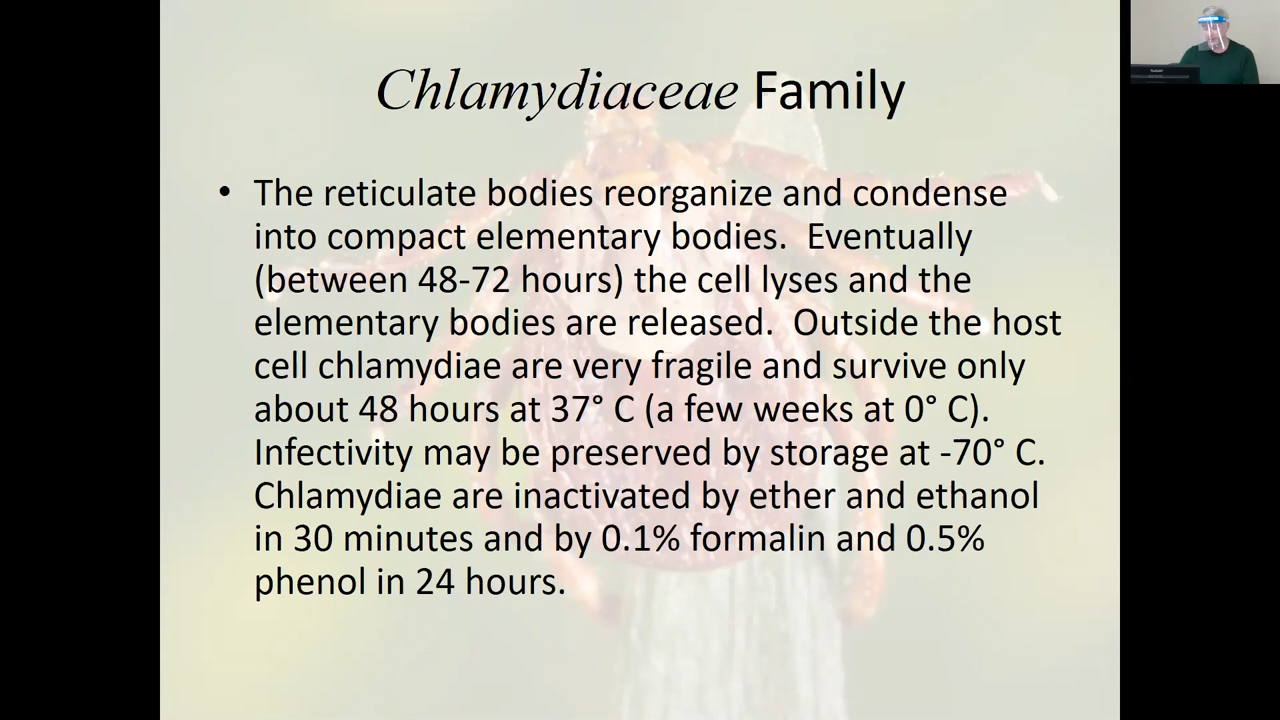 Chlamydiaceae Family
• The reticulate bodies reorganize and condense
into compact elementary bodies.  Eventually
(between 48-72 hours) the cell lyses and the
elementary bodies are released.  Outside the host
cell chlamydiae are very fragile and survive only
about 48 hours at 37° C (a few weeks at 0° C).
Infectivity may be preserved by storage at -70° C.
Chlamydiae are inactivated by ether and ethanol
in 30 minutes and by 0.1% formalin and 0.5%
phenol in 24 hours.